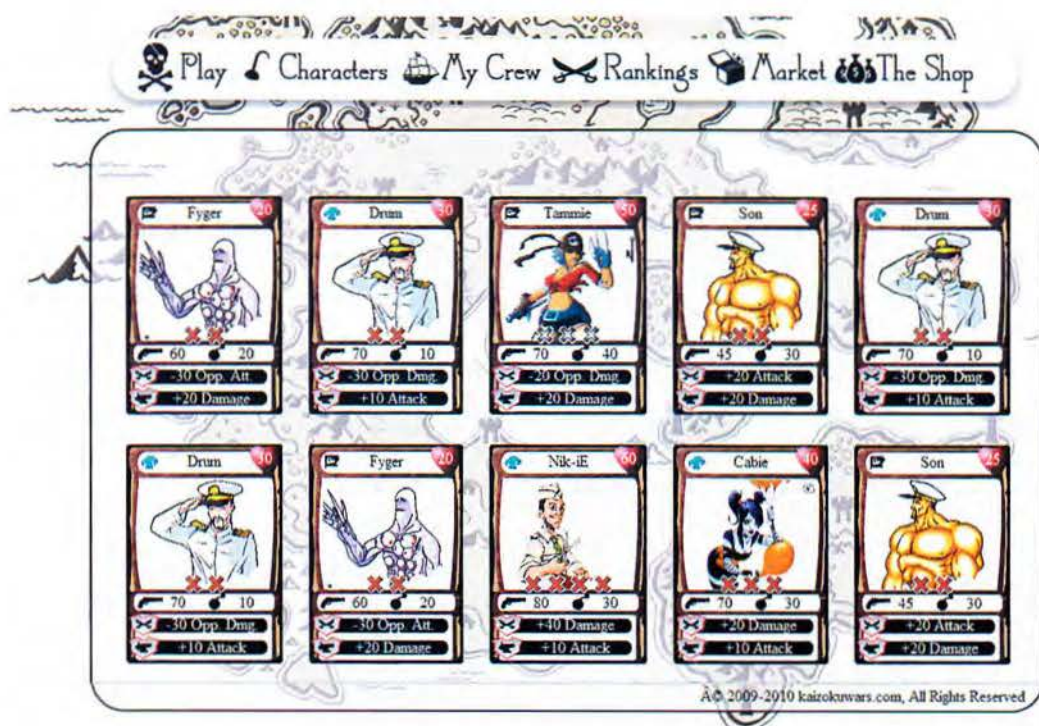 Play Characters My Crew Rankings Market The Shop
Fyger 20 Drum 30 Tammie 50 Son 25 Drum 30
60 20 70 10 70 40 45 30 70 10
-30 Opp. Att. -30 Opp. Dmg. -20 Opp. Dmg. +20 Attack -30 Opp. Dmg.
+20 Damage +10 Attack +20 Damage +20 Damage +10 Attack
Drum 30 Fyger 20 Nik-iE 60 Cabie 40 Son 25
70 10 60 20 80 30 70 30 45 30
-30 Opp. Dmg. -30 Opp. Att. +40 Damage +20 Damage +20 Attack
+10 Attack +20 Damage +10 Attack +20 Attack +20 Damage
Â© 2009-2010 kaizokuwars.com, All Rights Reserved